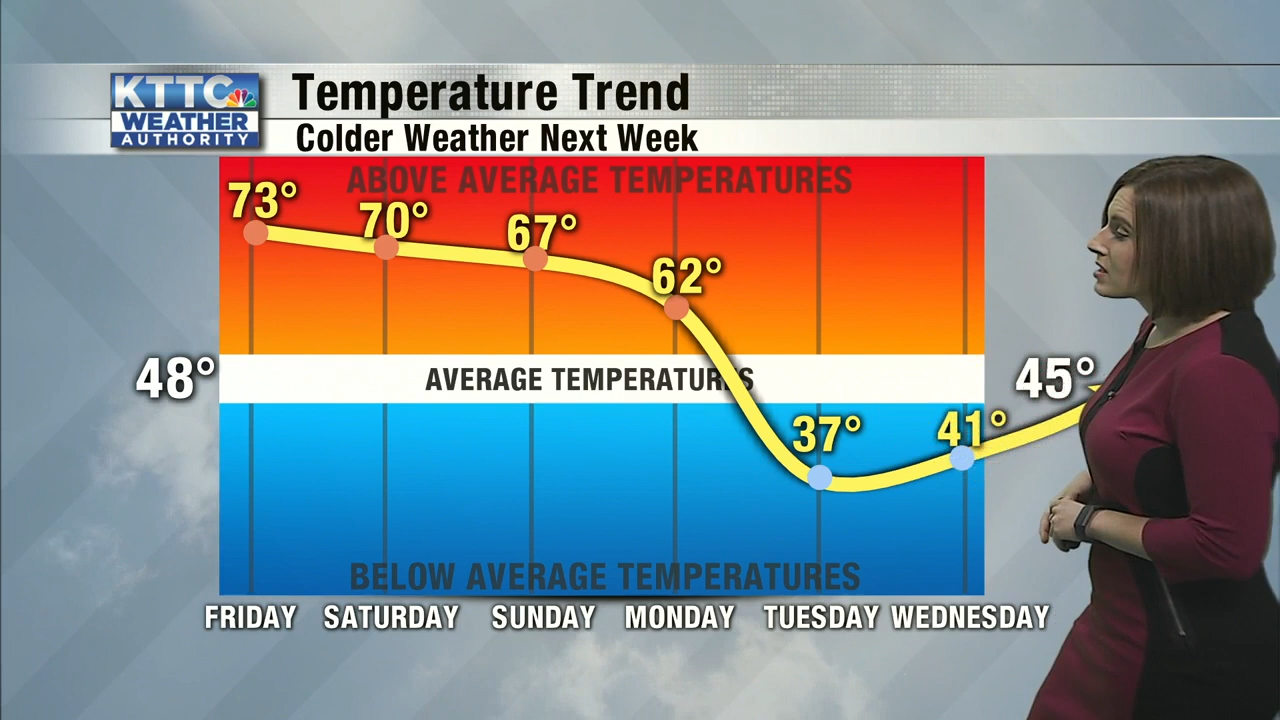 KTTC
WEATHER
AUTHORITY
Temperature Trend
Colder Weather Next Week
ABOVE AVERAGE TEMPERATURES
73°
70°
67°
62°
48°
AVERAGE TEMPERATURES
45°
37°
41°
BELOW AVERAGE TEMPERATURES
FRIDAY SATURDAY SUNDAY MONDAY TUESDAY WEDNESDAY